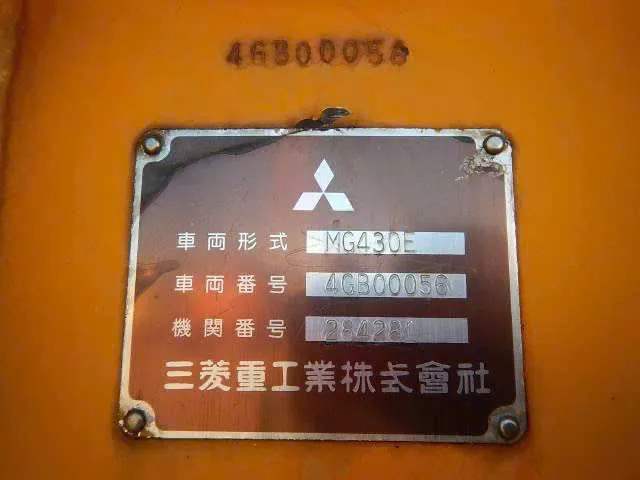 4GB00056
車両形式 MG430E
車両番号 4GB00056
機関番号 284281
三菱重工業株式會社